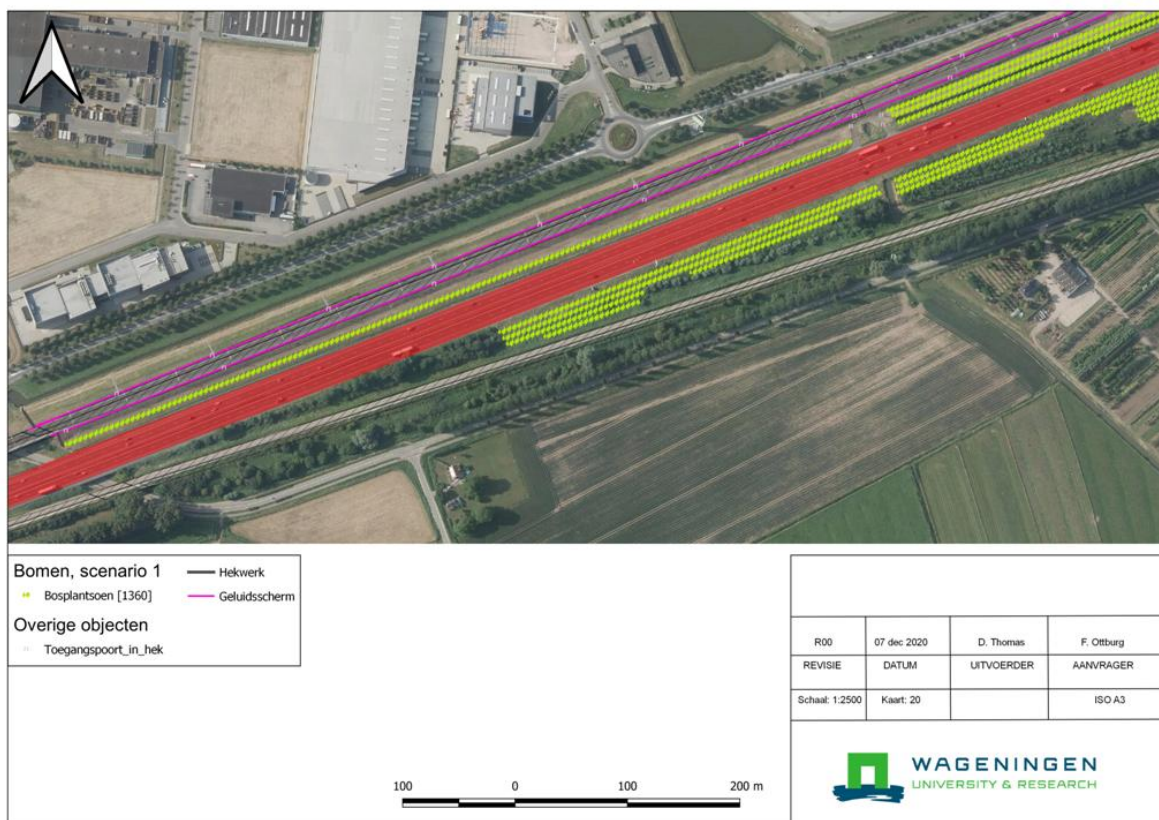 Bomen, scenario 1
Bosplantsoen [1360]
Overige objecten
Toegangspoort_in_hek
Hekwerk
Geluidsscherm
100 0 100 200 m
R00 07 dec 2020 D. Thomas F. Ottburg
REVISIE DATUM UITVOERDER AANVRAGER
Schaal: 1:2500 Kaart: 20 ISO A3
WAGENINGEN
UNIVERSITY & RESEARCH